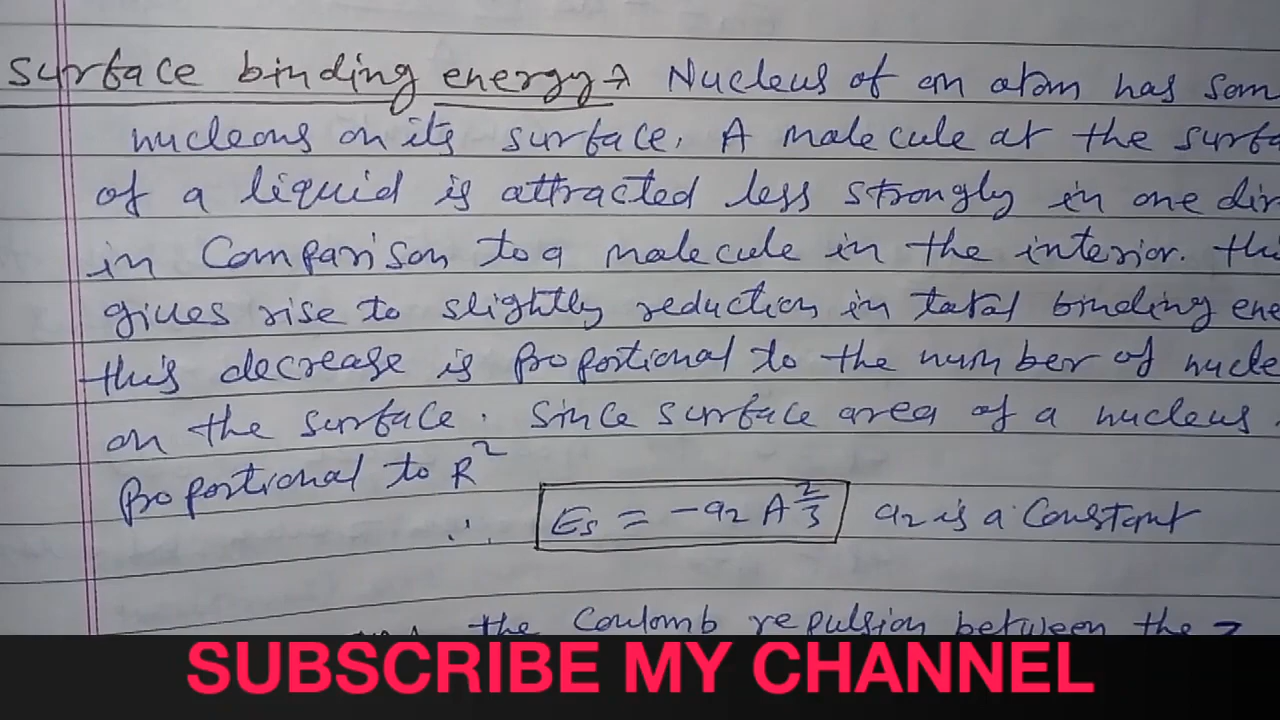 Surface binding energy → Nucleus of an atom has som
nucleons on its surface. A molecule at the surfa
of a liquid is attracted less strongly in one dir
in Comparison to a molecule in the interior. thi
gives rise to slightly reduction in total binding ene
this decrease is proportional to the number of nucle
on the surface. Since surface area of a nucleus
proportional to R²
∴ Es = -a₂ A^2/3 a₂ is a Constant
the Coulomb repulsion between the
SUBSCRIBE MY CHANNEL